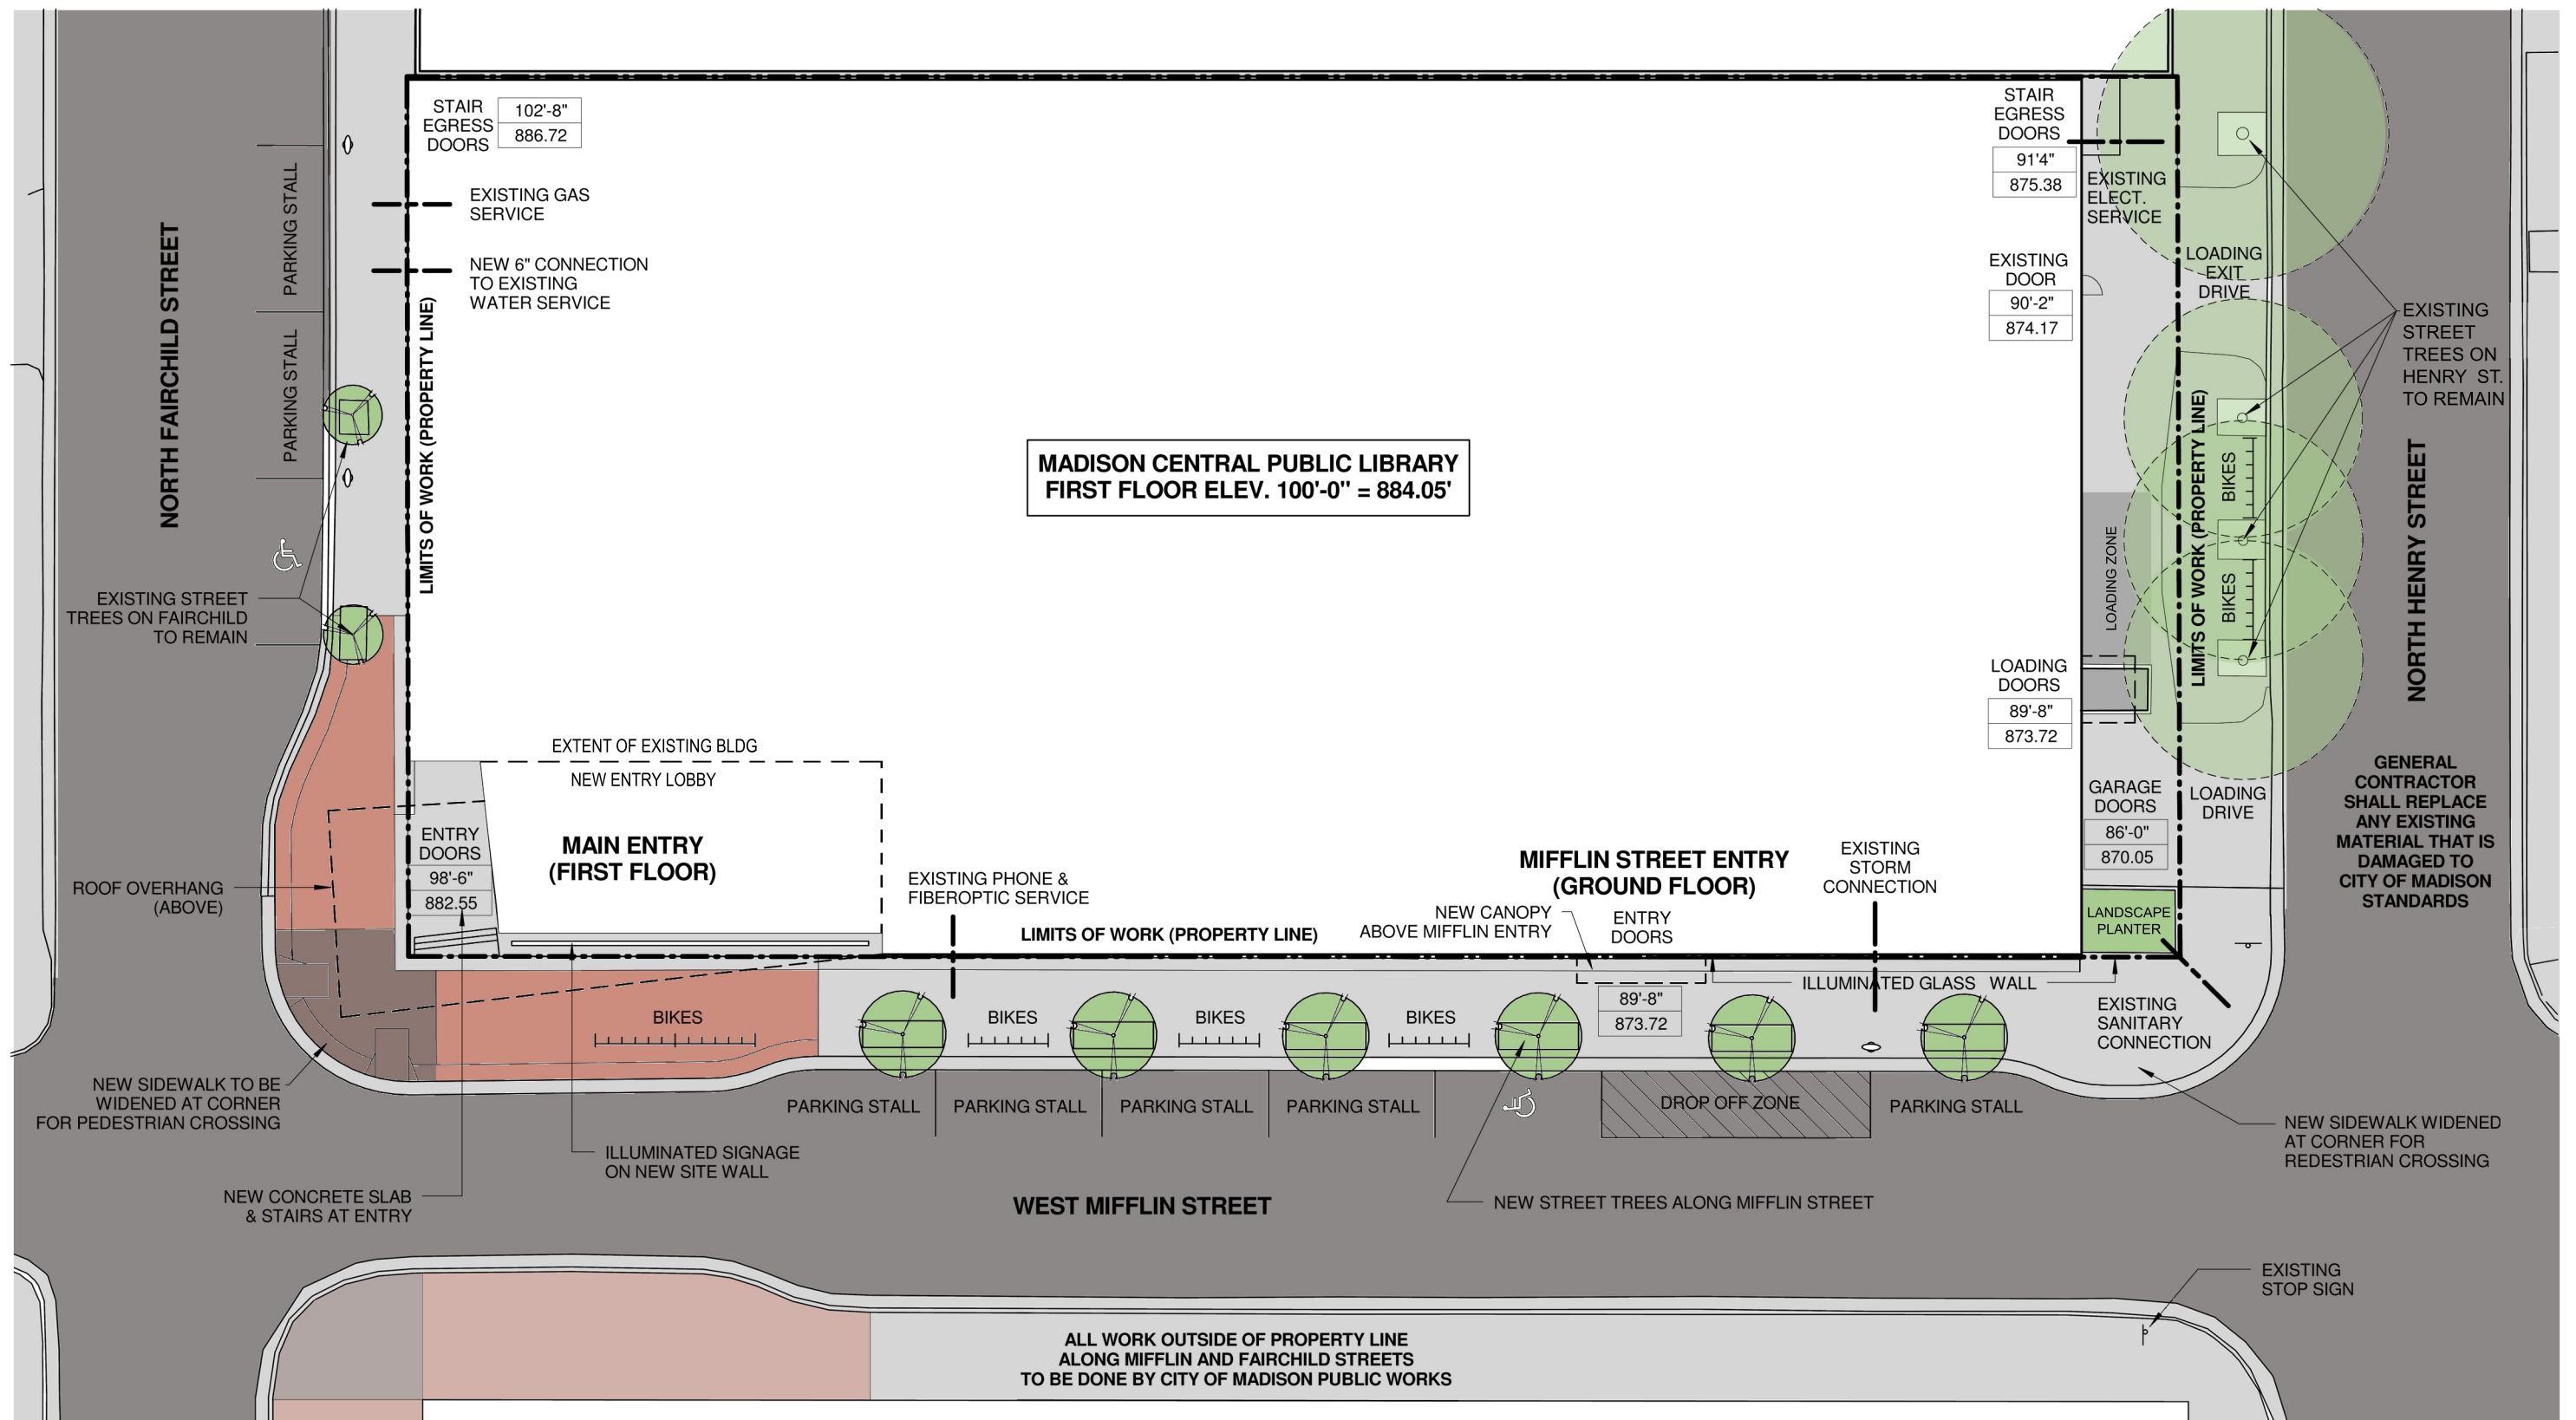 STAIR
EGRESS
DOORS
102'-8"
886.72
EXISTING GAS
SERVICE
NEW 6" CONNECTION
TO EXISTING
WATER SERVICE
PARKING STALL
PARKING STALL
NORTH FAIRCHILD STREET
LIMITS OF WORK (PROPERTY LINE)
EXISTING STREET
TREES ON FAIRCHILD
TO REMAIN
MADISON CENTRAL PUBLIC LIBRARY
FIRST FLOOR ELEV. 100'-0" = 884.05'
STAIR
EGRESS
DOORS
91'4"
875.38
EXISTING
ELECT.
SERVICE
EXISTING
DOOR
90'-2"
874.17
LOADING
EXIT
DRIVE
EXISTING
STREET
TREES ON
HENRY ST.
TO REMAIN
BIKES
BIKES
LOADING ZONE
LIMITS OF WORK (PROPERTY LINE)
NORTH HENRY STREET
LOADING
DOORS
89'-8"
873.72
GARAGE
DOORS
86'-0"
870.05
LOADING
DRIVE
GENERAL
CONTRACTOR
SHALL REPLACE
ANY EXISTING
MATERIAL THAT IS
DAMAGED TO
CITY OF MADISON
STANDARDS
LANDSCAPE
PLANTER
EXTENT OF EXISTING BLDG
NEW ENTRY LOBBY
MAIN ENTRY
(FIRST FLOOR)
ENTRY
DOORS
98'-6"
882.55
ROOF OVERHANG
(ABOVE)
EXISTING PHONE &
FIBEROPTIC SERVICE
LIMITS OF WORK (PROPERTY LINE)
MIFFLIN STREET ENTRY
(GROUND FLOOR)
NEW CANOPY
ABOVE MIFFLIN ENTRY
ENTRY
DOORS
EXISTING
STORM
CONNECTION
89'-8"
873.72
ILLUMINATED GLASS WALL
EXISTING
SANITARY
CONNECTION
BIKES
BIKES
BIKES
BIKES
NEW SIDEWALK TO BE
WIDENED AT CORNER
FOR PEDESTRIAN CROSSING
PARKING STALL
PARKING STALL
PARKING STALL
PARKING STALL
DROP OFF ZONE
PARKING STALL
NEW SIDEWALK WIDENED
AT CORNER FOR
REDESTRIAN CROSSING
ILLUMINATED SIGNAGE
ON NEW SITE WALL
NEW CONCRETE SLAB
& STAIRS AT ENTRY
WEST MIFFLIN STREET
NEW STREET TREES ALONG MIFFLIN STREET
EXISTING
STOP SIGN
ALL WORK OUTSIDE OF PROPERTY LINE
ALONG MIFFLIN AND FAIRCHILD STREETS
TO BE DONE BY CITY OF MADISON PUBLIC WORKS